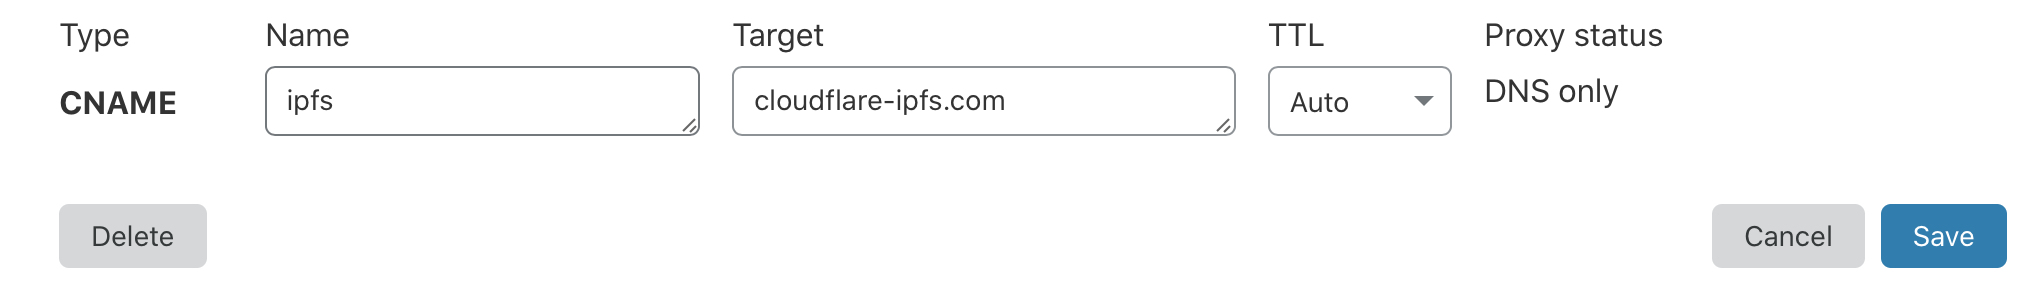 Type Name Target TTL Proxy status
CNAME ipfs cloudflare-ipfs.com Auto DNS only
Delete Cancel Save